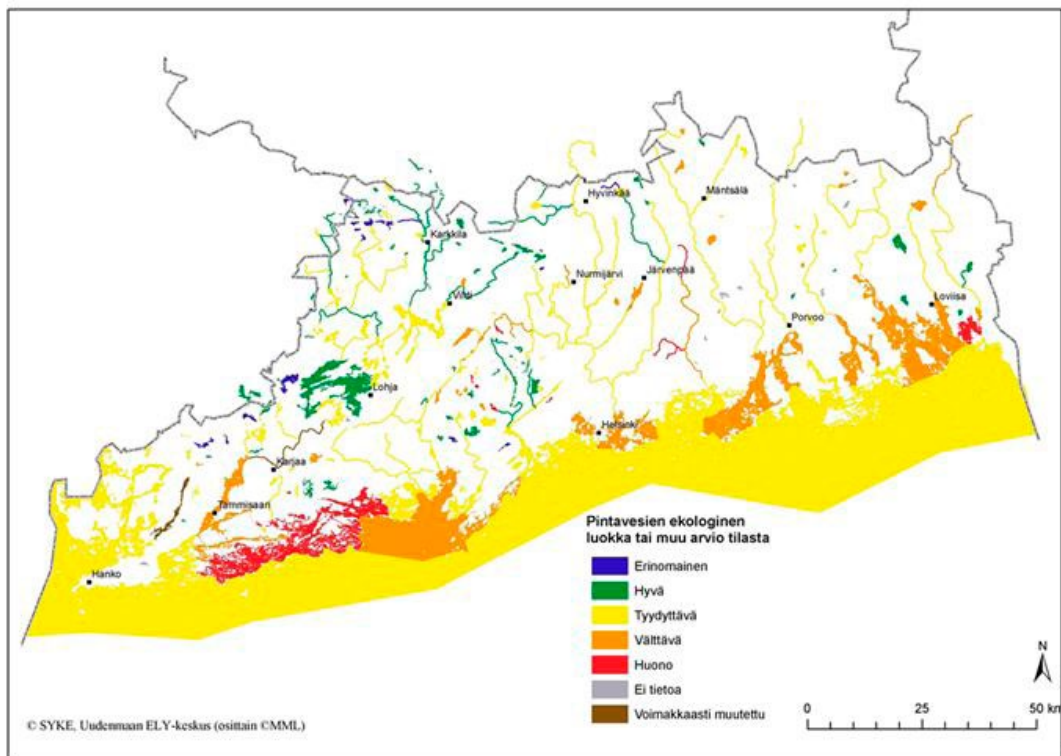 Hyvinkää
Mäntsälä
Karkkila
Nurmijärvi
Järvenpää
Vihti
Loviisa
Porvoo
Lohja
Helsinki
Karjaa
Tammisaari
Hanko
Pintavesien ekologinen
luokka tai muu arvio tilasta
Erinomainen
Hyvä
Tyydyttävä
Välttävä
Huono
Ei tietoa
Voimakkaasti muutettu
N
0 25 50 km
© SYKE, Uudenmaan ELY-keskus (osittain ©MML)